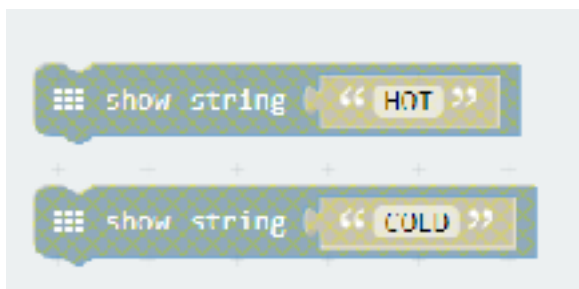 show string “ HOT ”
show string “ COLD ”